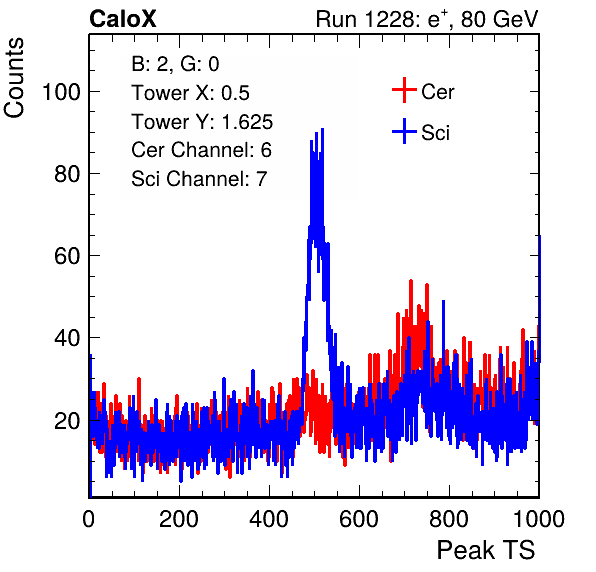 CaloX
Run 1228: e+, 80 GeV
Counts
B: 2, G: 0
Tower X: 0.5
Tower Y: 1.625
Cer Channel: 6
Sci Channel: 7
Cer
Sci
100
80
60
40
20
0 200 400 600 800 1000
Peak TS